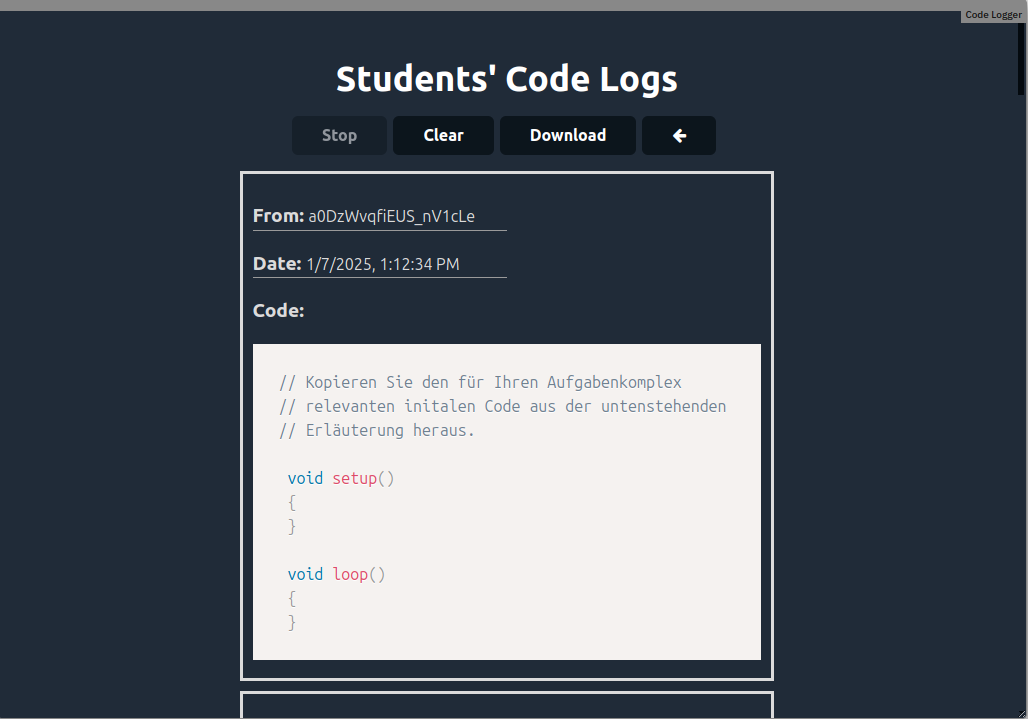 Code Logger
Students' Code Logs
Stop Clear Download
From: a0DzWvqfiEUS_nV1cLe
Date: 1/7/2025, 1:12:34 PM
Code:
// Kopieren Sie den für Ihren Aufgabenkomplex
// relevanten initalen Code aus der untenstehenden
// Erläuterung heraus.
void setup()
{
}
void loop()
{
}